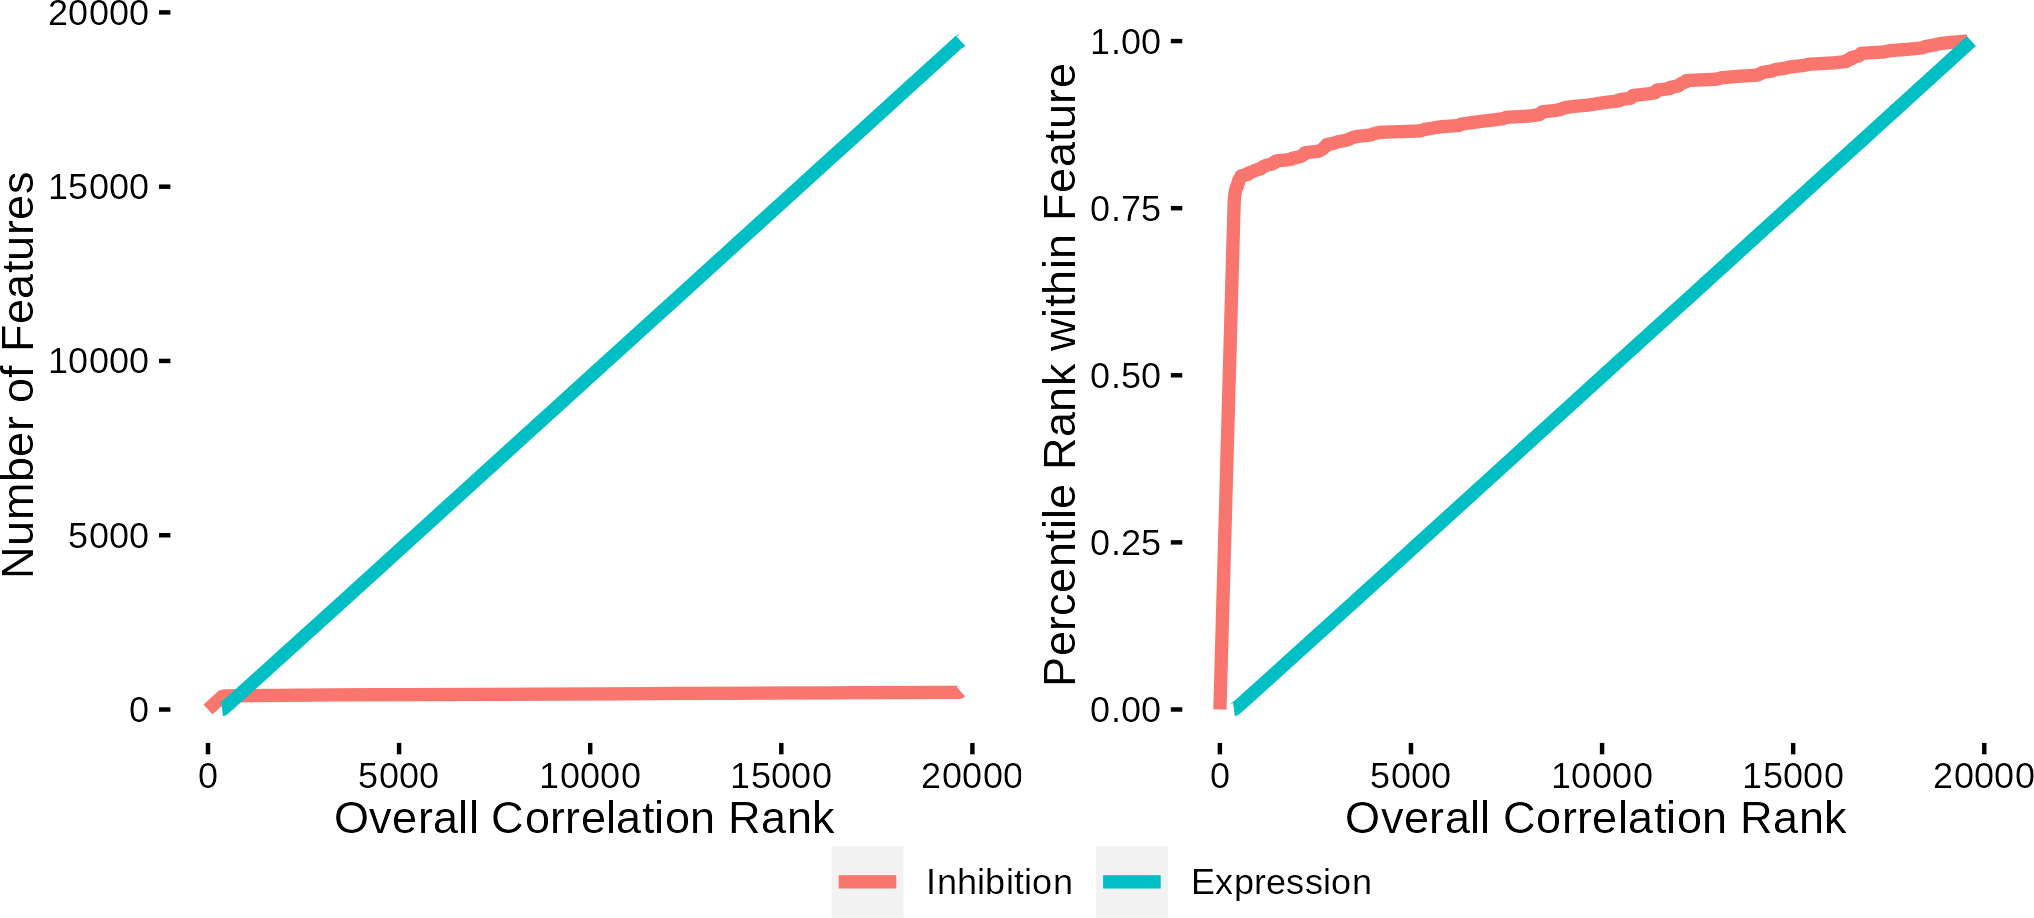 Number of Features
20000
15000
10000
5000
0
0 5000 10000 15000 20000
Overall Correlation Rank
Percentile Rank within Feature
1.00
0.75
0.50
0.25
0.00
0 5000 10000 15000 20000
Overall Correlation Rank
Inhibition Expression